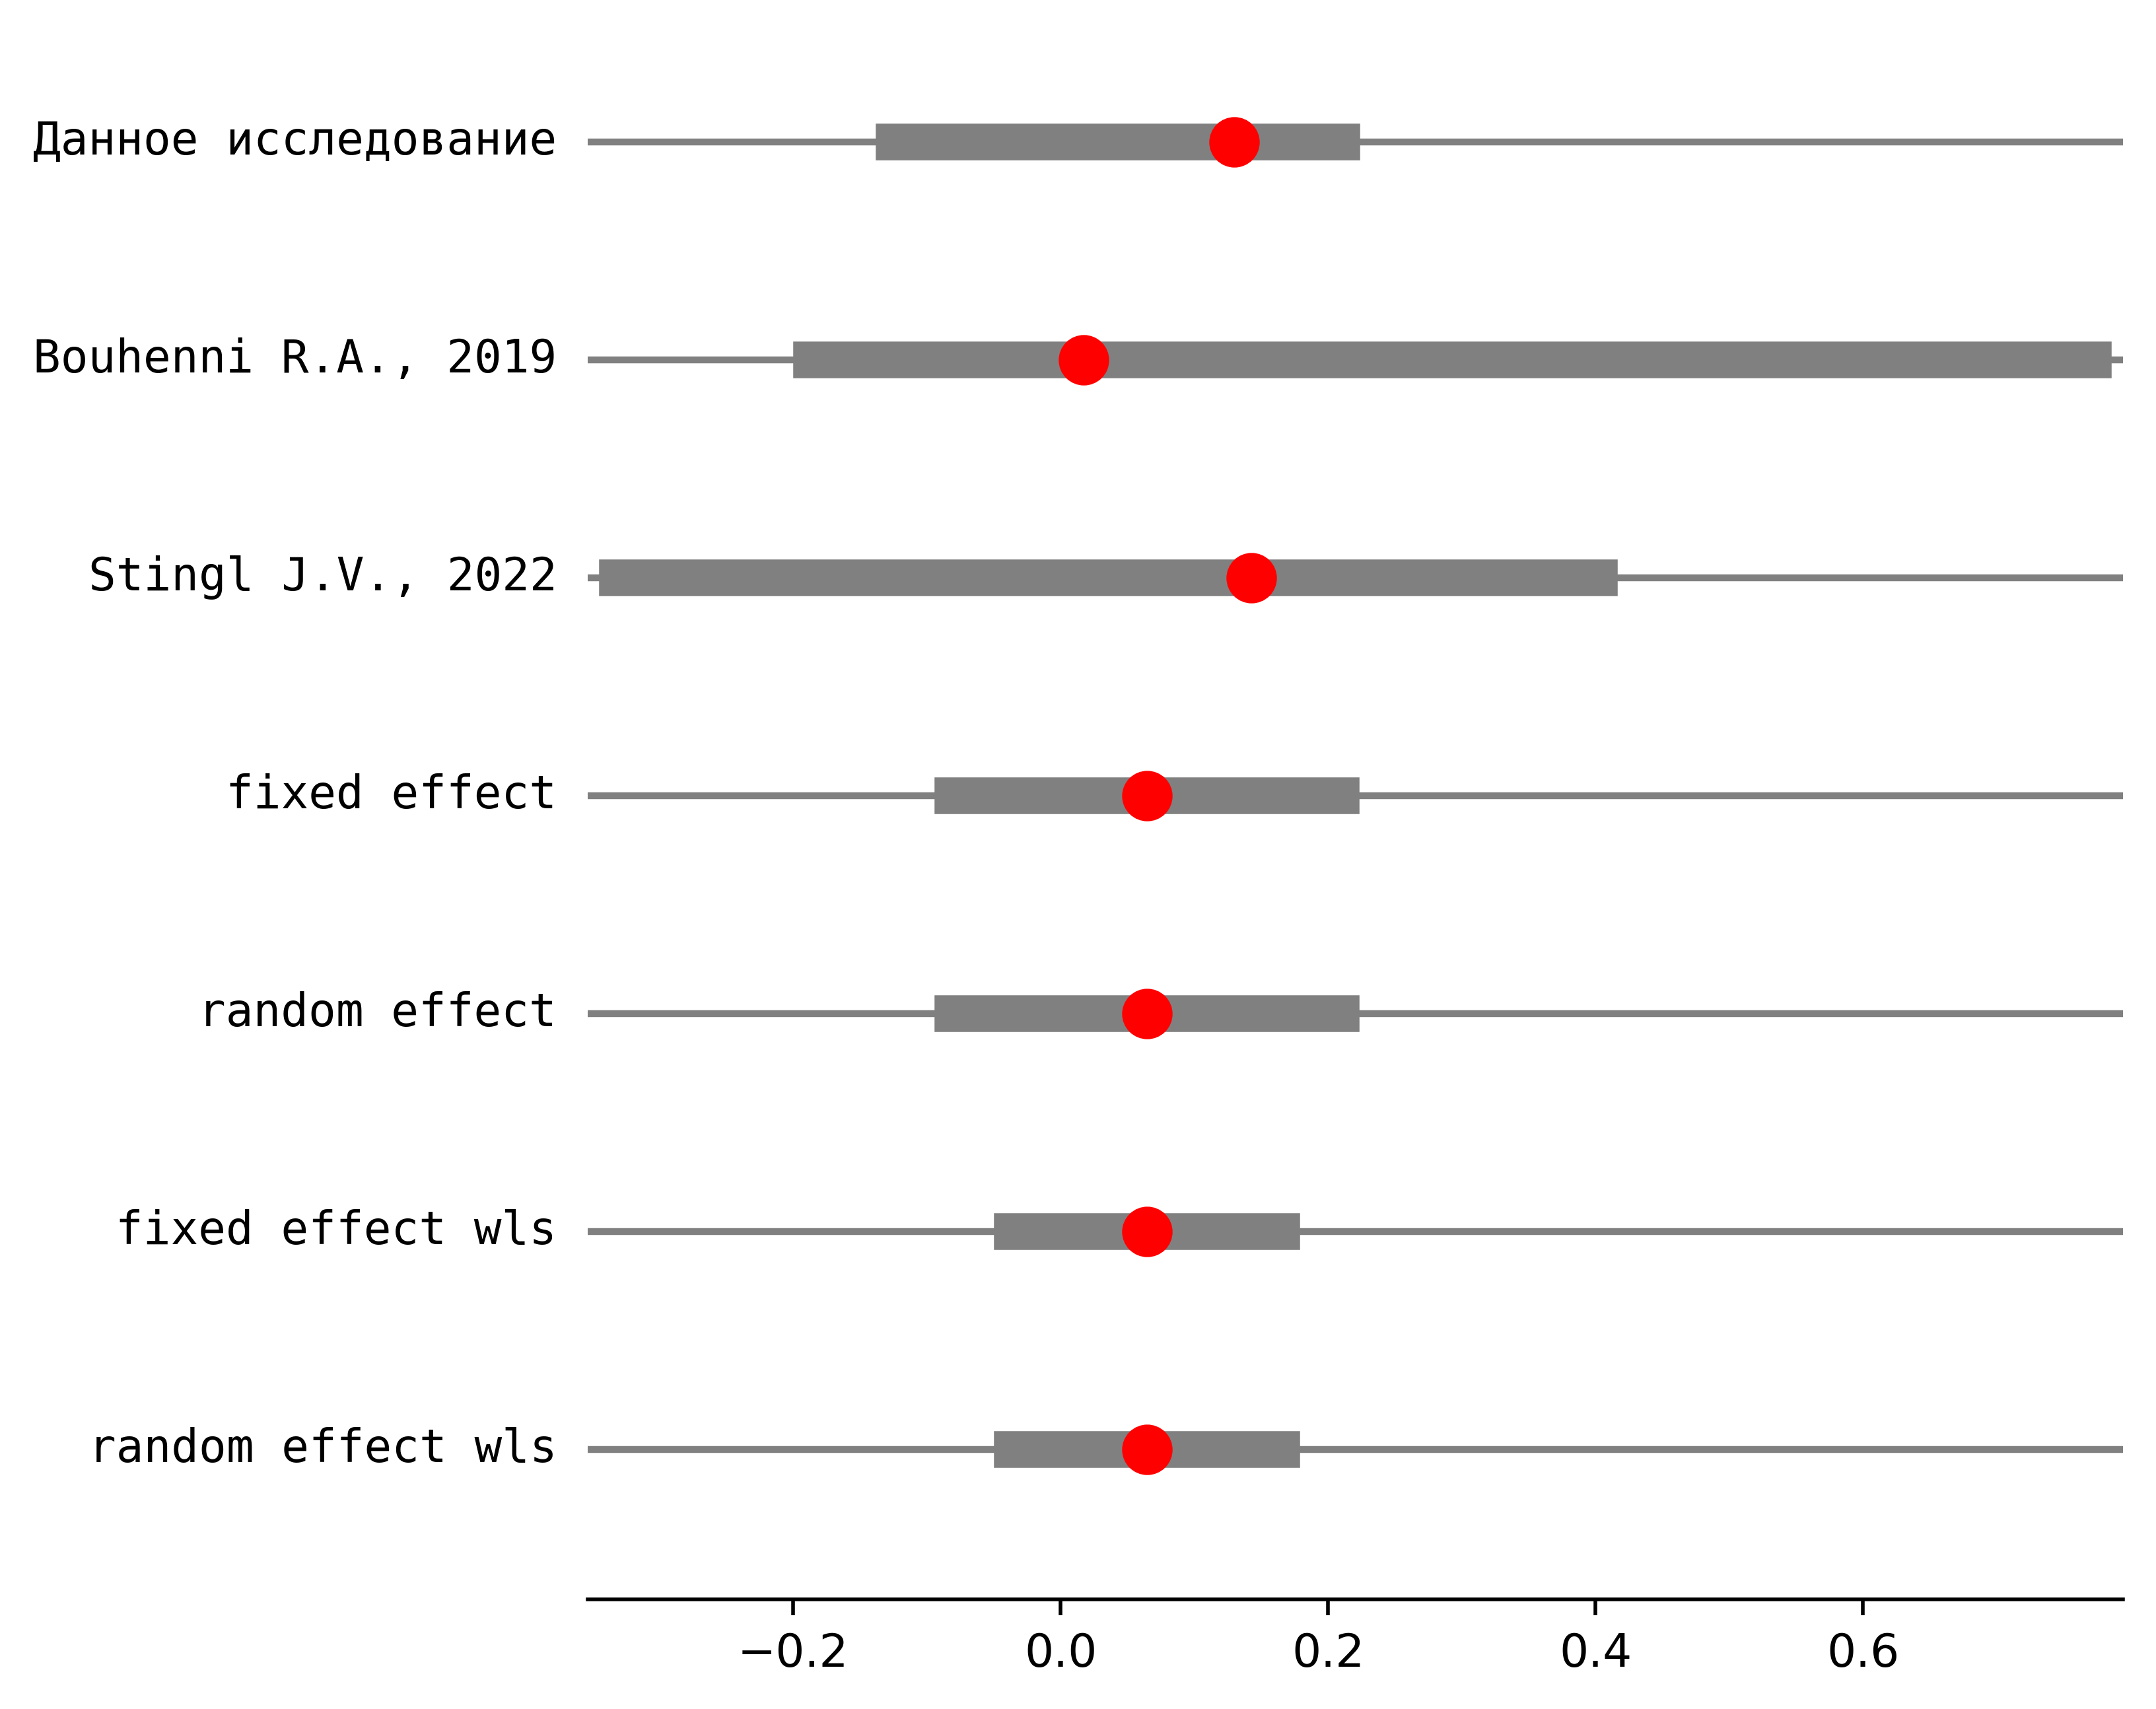 Данное исследование
Bouhenni R.A., 2019
Stingl J.V., 2022
fixed effect
random effect
fixed effect wls
random effect wls
−0.2 0.0 0.2 0.4 0.6